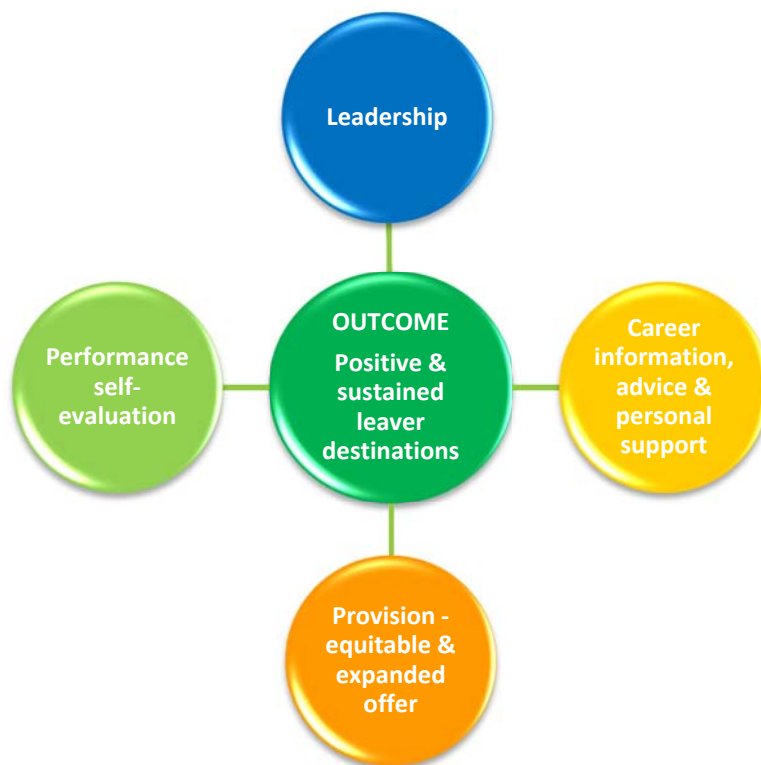 Leadership
Performance
self-
evaluation
OUTCOME
Positive &
sustained
leaver
destinations
Career
information,
advice &
personal
support
Provision -
equitable &
expanded
offer